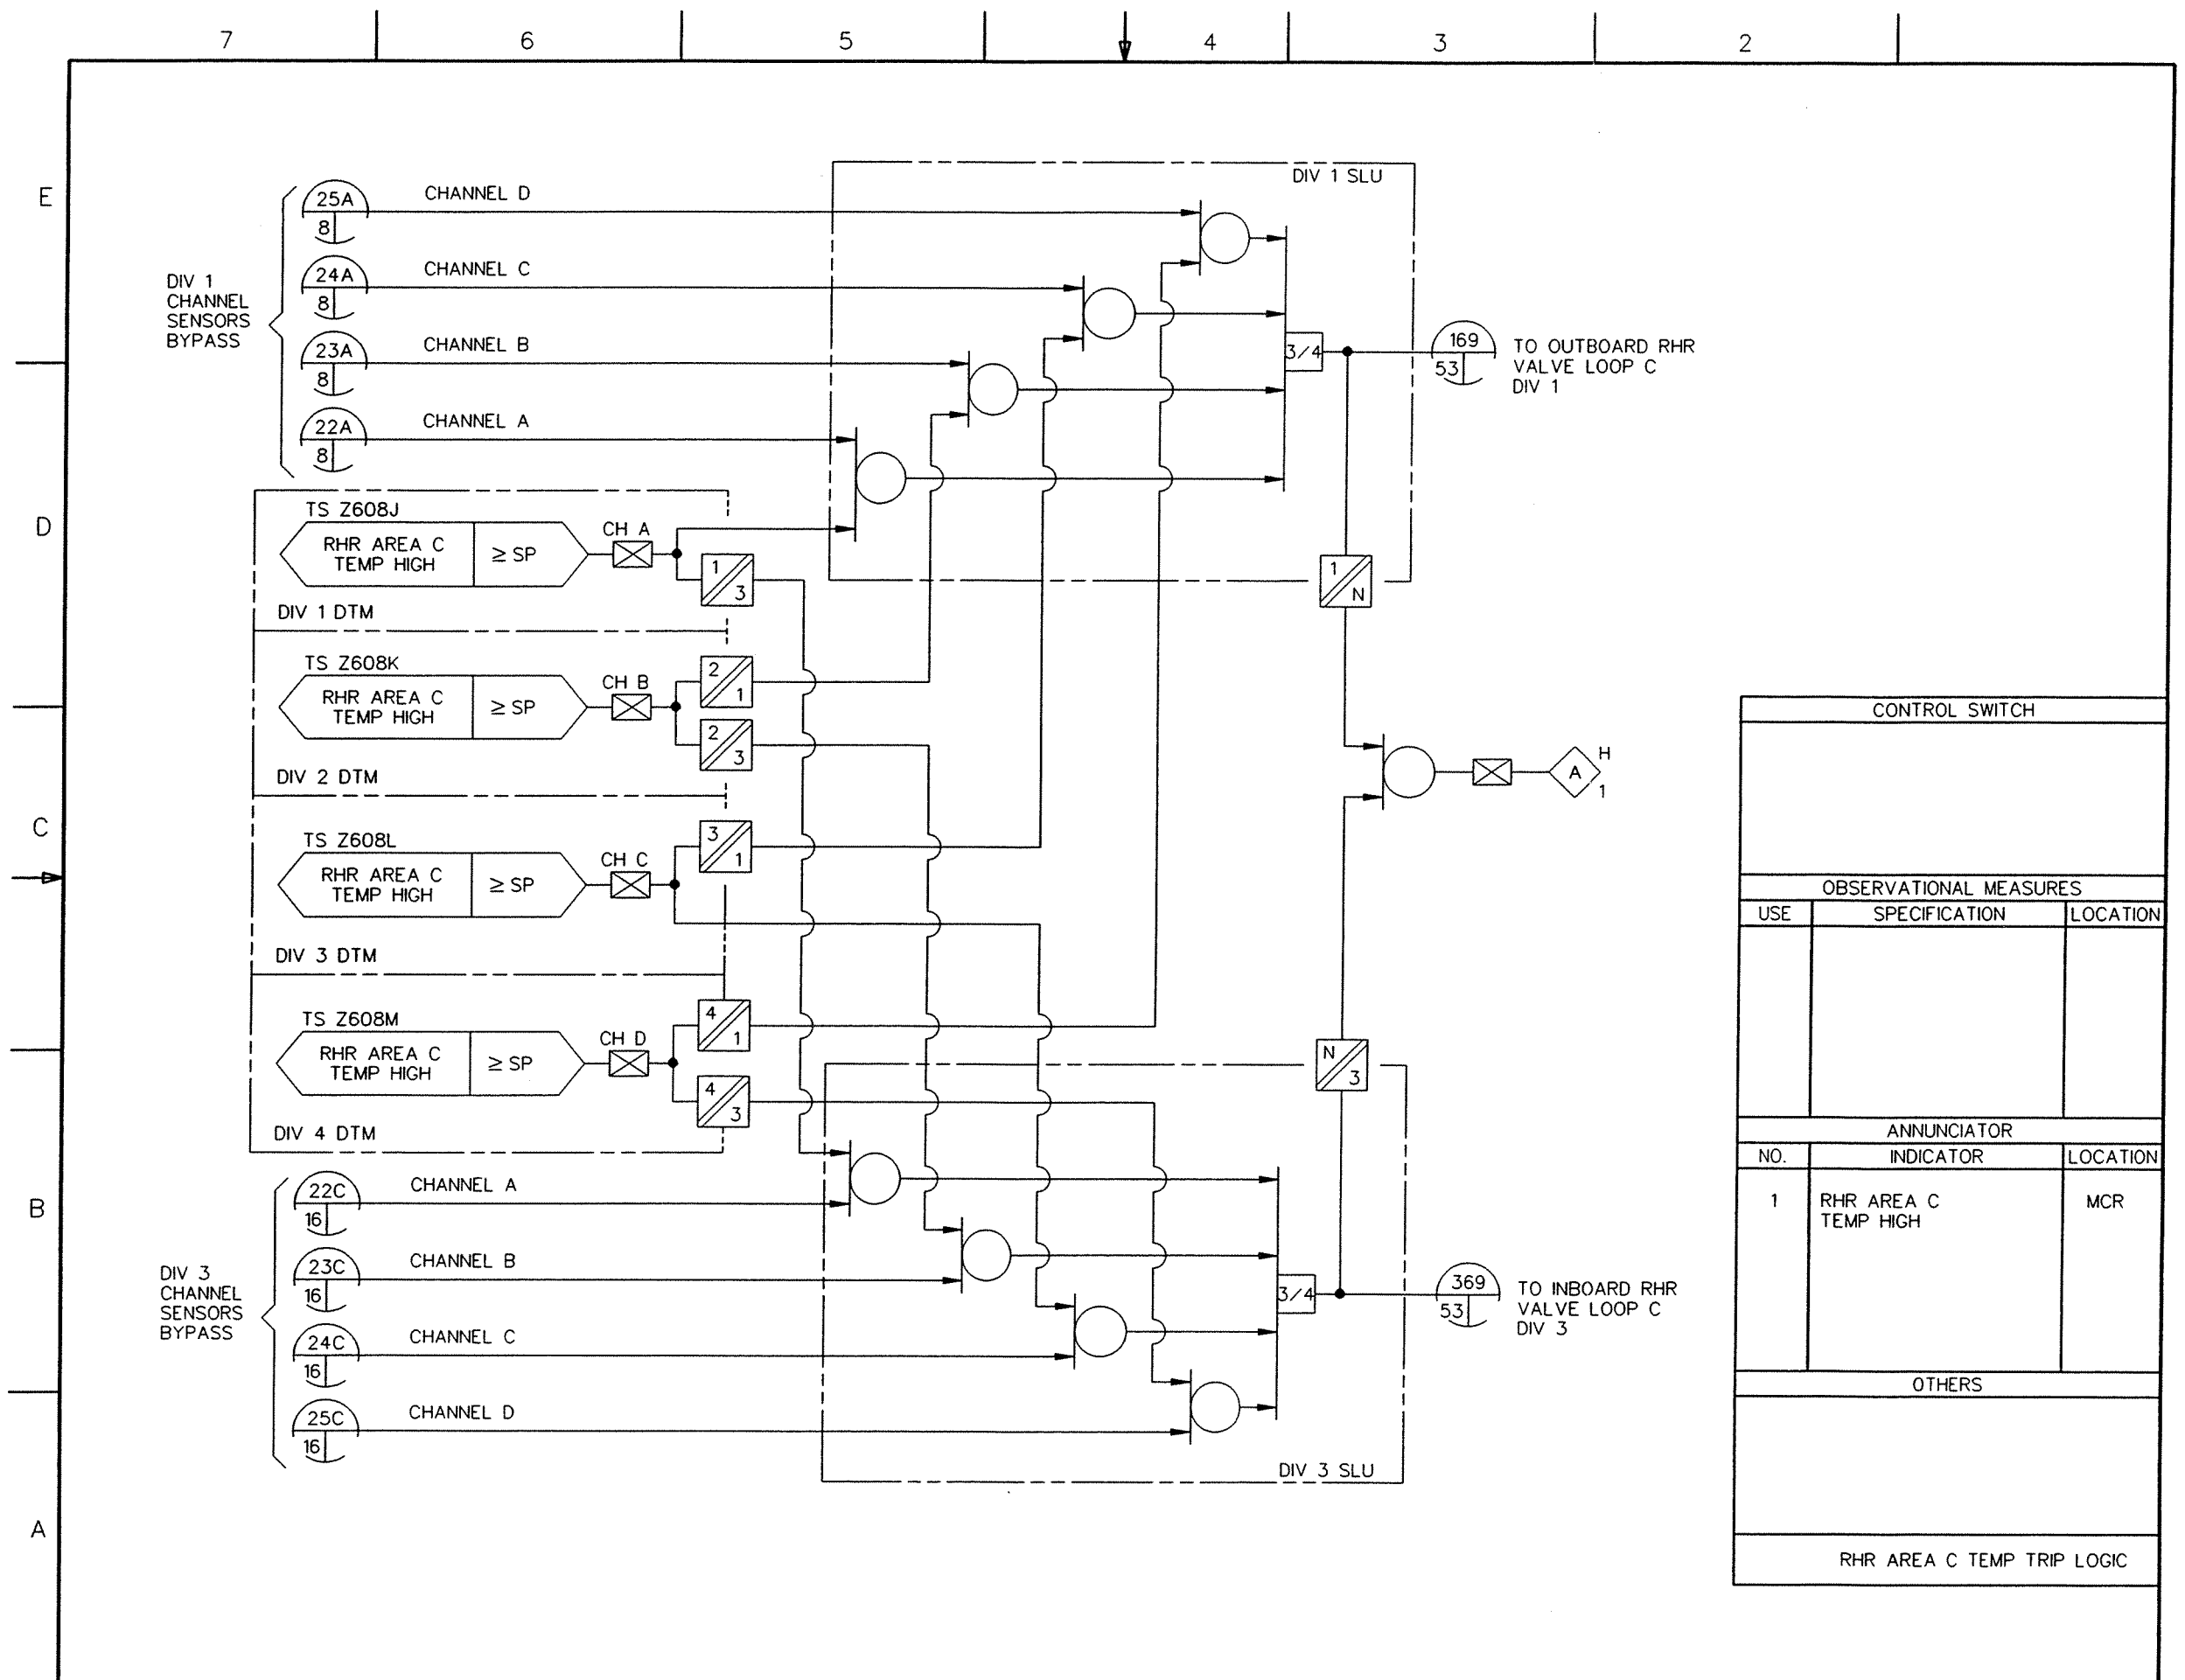 7 6 5 4 3 2
E
D
C
B
A
DIV 1
CHANNEL
SENSORS
BYPASS
25A
8
CHANNEL D
24A
8
CHANNEL C
23A
8
CHANNEL B
22A
8
CHANNEL A
DIV 1 SLU
3/4
169
53
TO OUTBOARD RHR
VALVE LOOP C
DIV 1
TS Z608J
RHR AREA C
TEMP HIGH
≥ SP
CH A
1
3
DIV 1 DTM
1
N
TS Z608K
RHR AREA C
TEMP HIGH
≥ SP
CH B
2
1
2
3
DIV 2 DTM
A
H
1
TS Z608L
RHR AREA C
TEMP HIGH
≥ SP
CH C
3
1
DIV 3 DTM
TS Z608M
RHR AREA C
TEMP HIGH
≥ SP
CH D
4
1
4
3
DIV 4 DTM
N
3
DIV 3
CHANNEL
SENSORS
BYPASS
22C
16
CHANNEL A
23C
16
CHANNEL B
24C
16
CHANNEL C
25C
16
CHANNEL D
3/4
369
53
TO INBOARD RHR
VALVE LOOP C
DIV 3
DIV 3 SLU
CONTROL SWITCH
OBSERVATIONAL MEASURES
USE SPECIFICATION LOCATION
ANNUNCIATOR
NO. INDICATOR LOCATION
1 RHR AREA C MCR
TEMP HIGH
OTHERS
RHR AREA C TEMP TRIP LOGIC